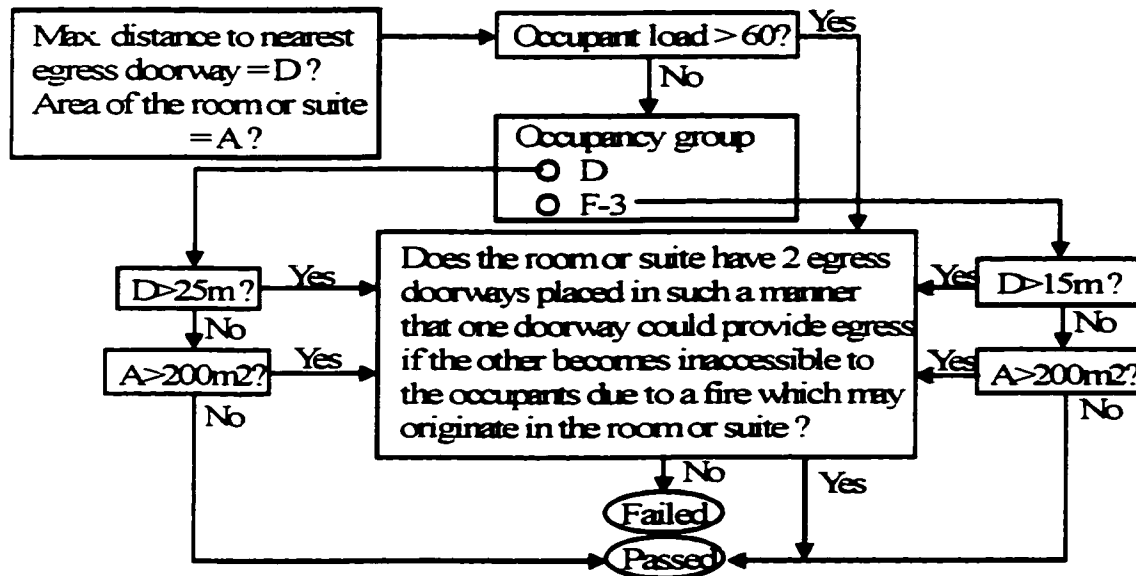 Max. distance to nearest
egress doorway = D ?
Area of the room or suite
= A ?
Occupant load > 60?
Yes
No
Occupancy group
D
F-3
D>25m ?
Yes
No
A>200m2?
Yes
No
Does the room or suite have 2 egress
doorways placed in such a manner
that one doorway could provide egress
if the other becomes inaccessible to
the occupants due to a fire which may
originate in the room or suite ?
Yes
D>15m ?
No
Yes
A>200m2?
No
No
Yes
Failed
Passed